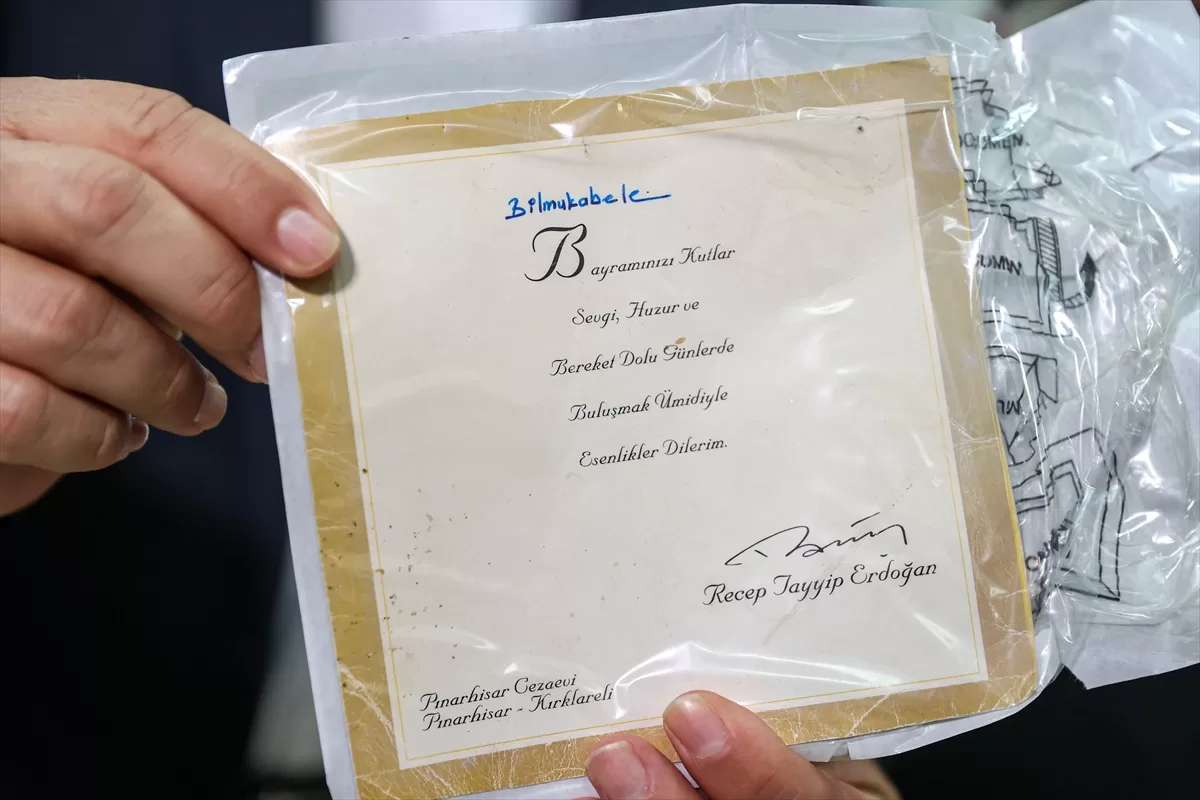 Bilmukabele
Bayramınızı Kutlar
Sevgi, Huzur ve
Bereket Dolu Günlerde
Buluşmak Ümidiyle
Esenlikler Dilerim.
Recep Tayyip Erdoğan
Pınarhisar Cezaevi
Pınarhisar - Kırklareli